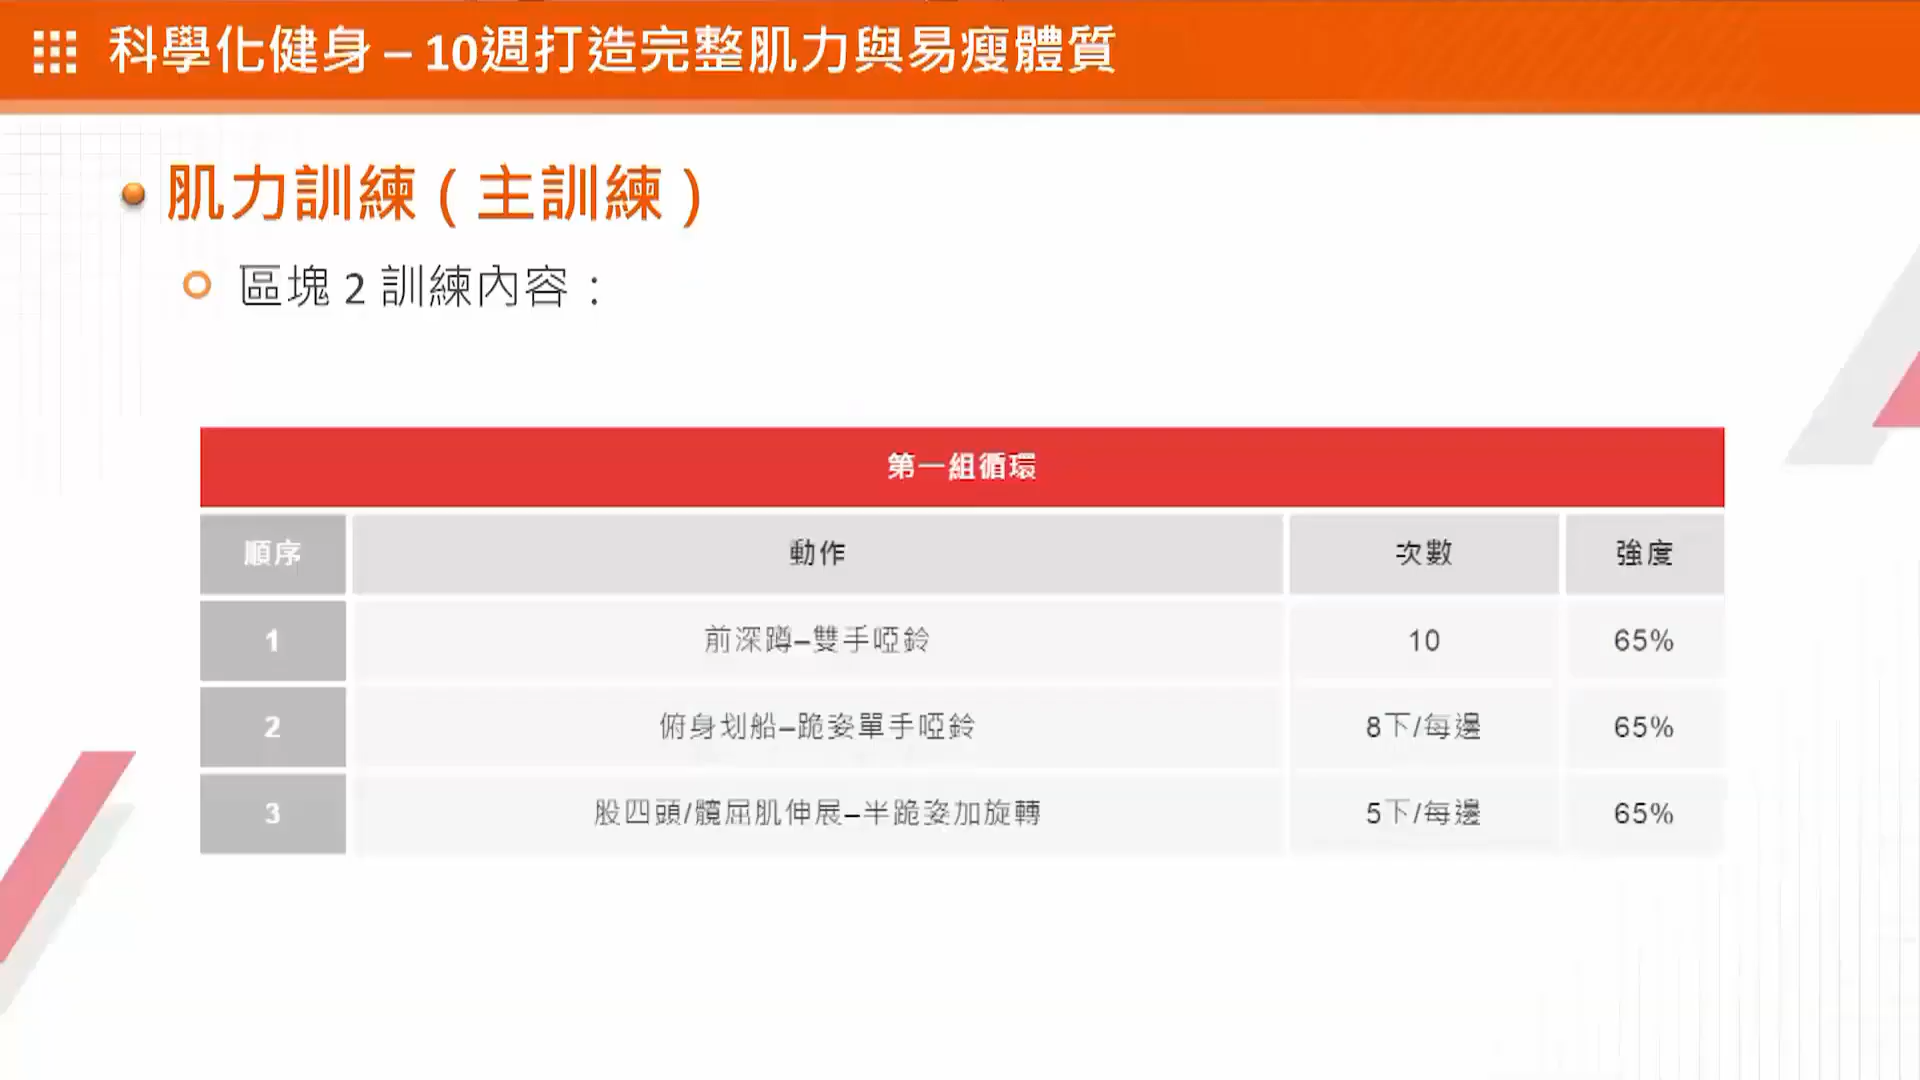 科學化健身 – 10週打造完整肌力與易瘦體質
肌力訓練（主訓練）
區塊 2 訓練內容：
第一組循環
順序 動作 次數 強度
1 前深蹲–雙手啞鈴 10 65%
2 俯身划船–跪姿單手啞鈴 8下/每邊 65%
3 股四頭/髖屈肌伸展–半跪姿加旋轉 5下/每邊 65%